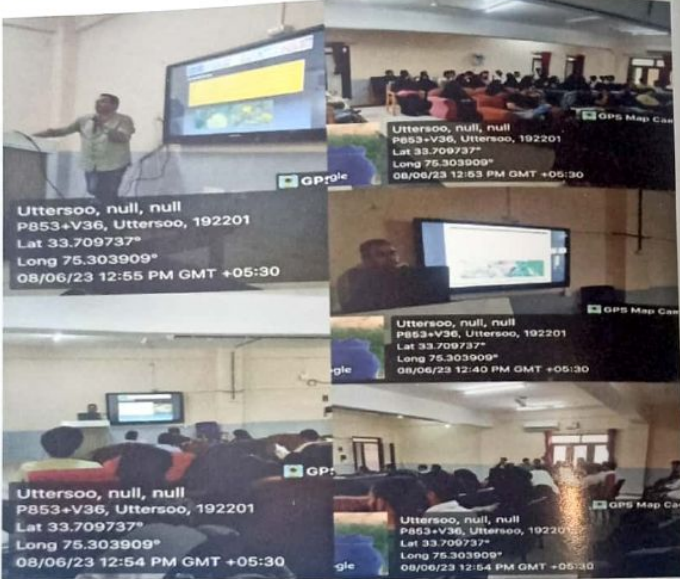 GPS
gle
Uttersoo, null, null
P853+V36, Uttersoo, 192201
Lat 33.709737°
Long 75.303909°
08/06/23 12:55 PM GMT +05:30
GPS Map Cam
Uttersoo, null, null
P853+V36, Uttersoo, 192201
Lat 33.709737°
Long 75.303909°
08/06/23 12:53 PM GMT +05:30
GPS Map Cam
Uttersoo, null, null
P853+V36, Uttersoo, 192201
Lat 33.709737°
Long 75.303909°
gle
08/06/23 12:40 PM GMT +05:30
GPS
Uttersoo, null, null
P853+V36, Uttersoo, 192201
Lat 33.709737°
Long 75.303909°
08/06/23 12:54 PM GMT +05:30
GPS Map Ca
Uttersoo, null, null
P853+V36, Uttersoo,
Lat 33.709737°
Long 75.303909°
gle
08/06/23 12:54 PM GMT +05:30